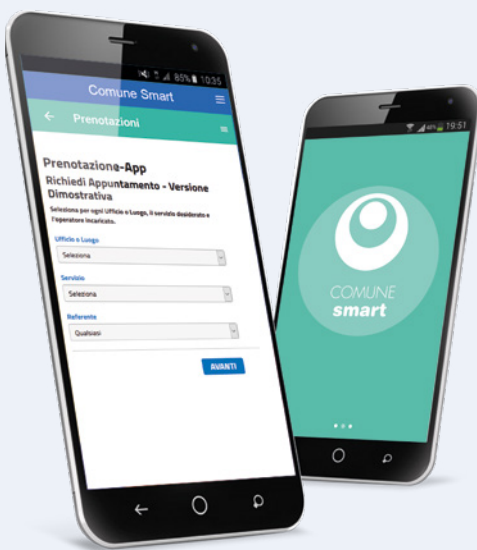 85% 10:35
Comune Smart
Prenotazioni
Prenotazione-App
Richiedi Appuntamento - Versione
Dimostrativa
Seleziona per ogni Ufficio o Luogo, il servizio desiderato e
l'operatore incaricato.
Ufficio o Luogo
Seleziona
Servizio
Seleziona
Referente
Qualsiasi
AVANTI
19:51
COMUNE
smart